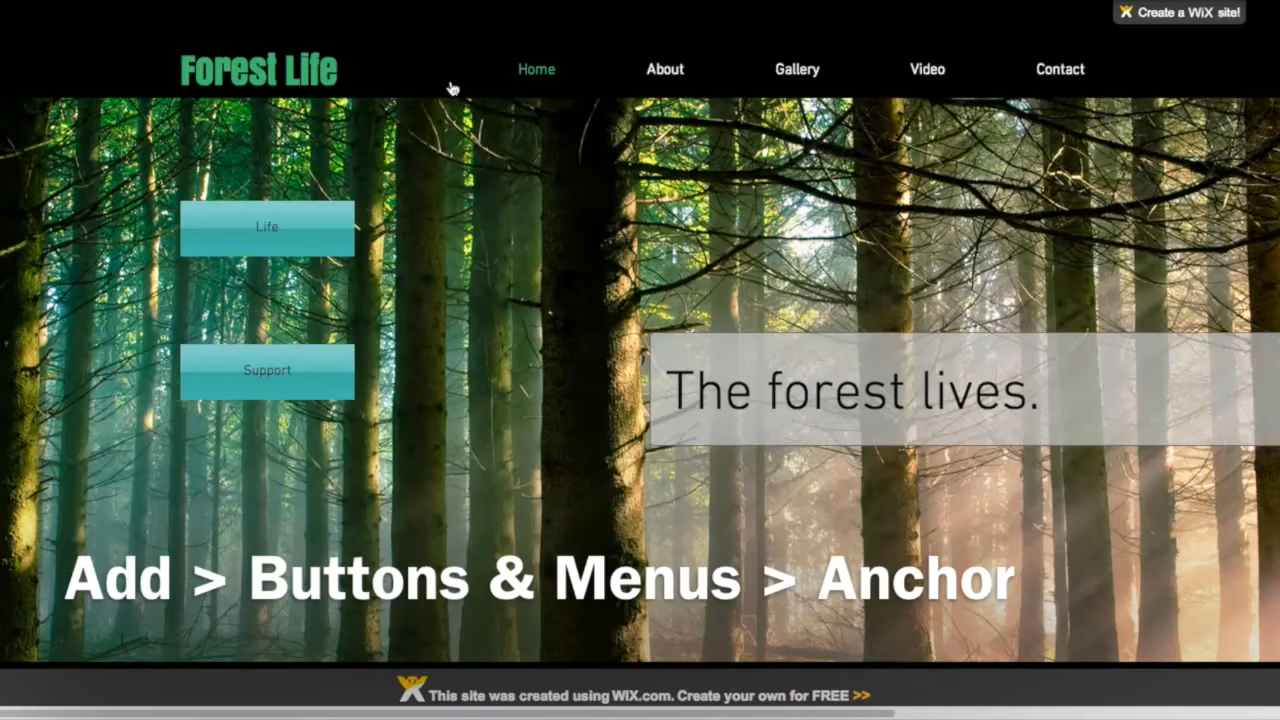 Create a WiX site!
Forest Life
Home
About
Gallery
Video
Contact
Life
Support
The forest lives.
Add > Buttons & Menus > Anchor
This site was created using WIX.com. Create your own for FREE >>